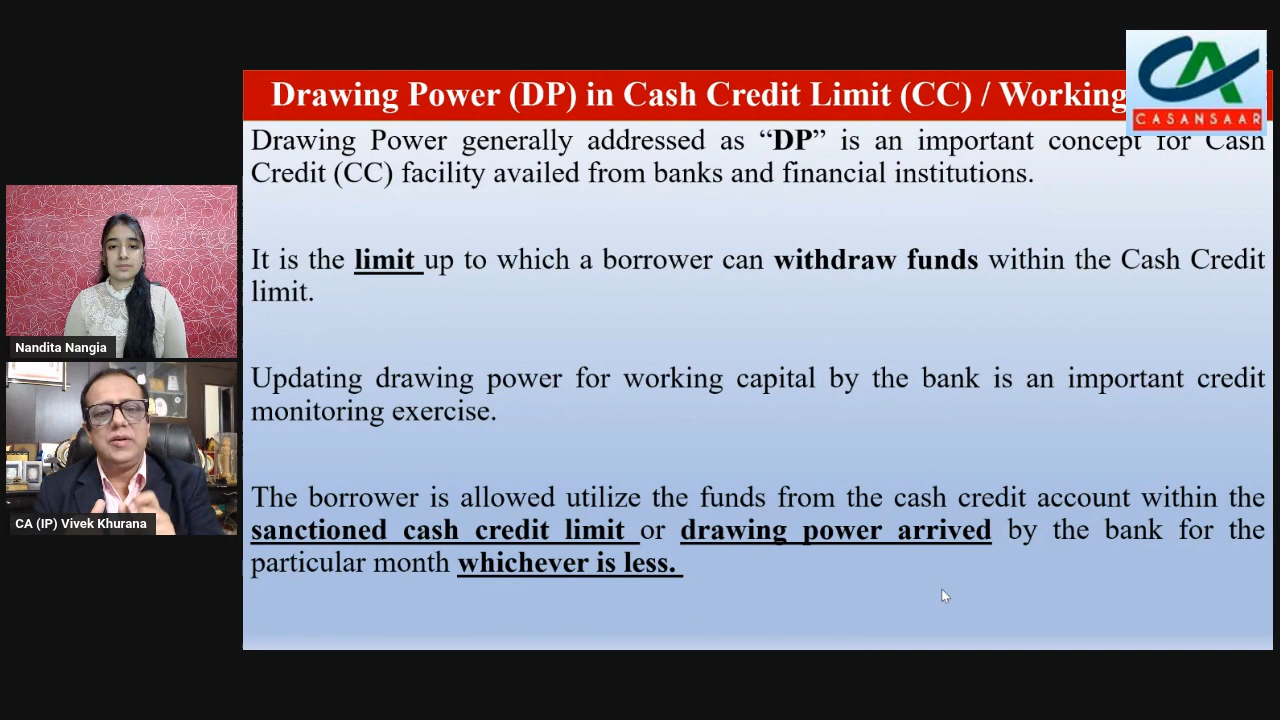 Drawing Power (DP) in Cash Credit Limit (CC) / Working
CASANSAAR
Drawing Power generally addressed as “DP” is an important concept for Cash
Credit (CC) facility availed from banks and financial institutions.
It is the limit up to which a borrower can withdraw funds within the Cash Credit
limit.
Updating drawing power for working capital by the bank is an important credit
monitoring exercise.
The borrower is allowed utilize the funds from the cash credit account within the
sanctioned cash credit limit or drawing power arrived by the bank for the
particular month whichever is less.
Nandita Nangia
CA (IP) Vivek Khurana